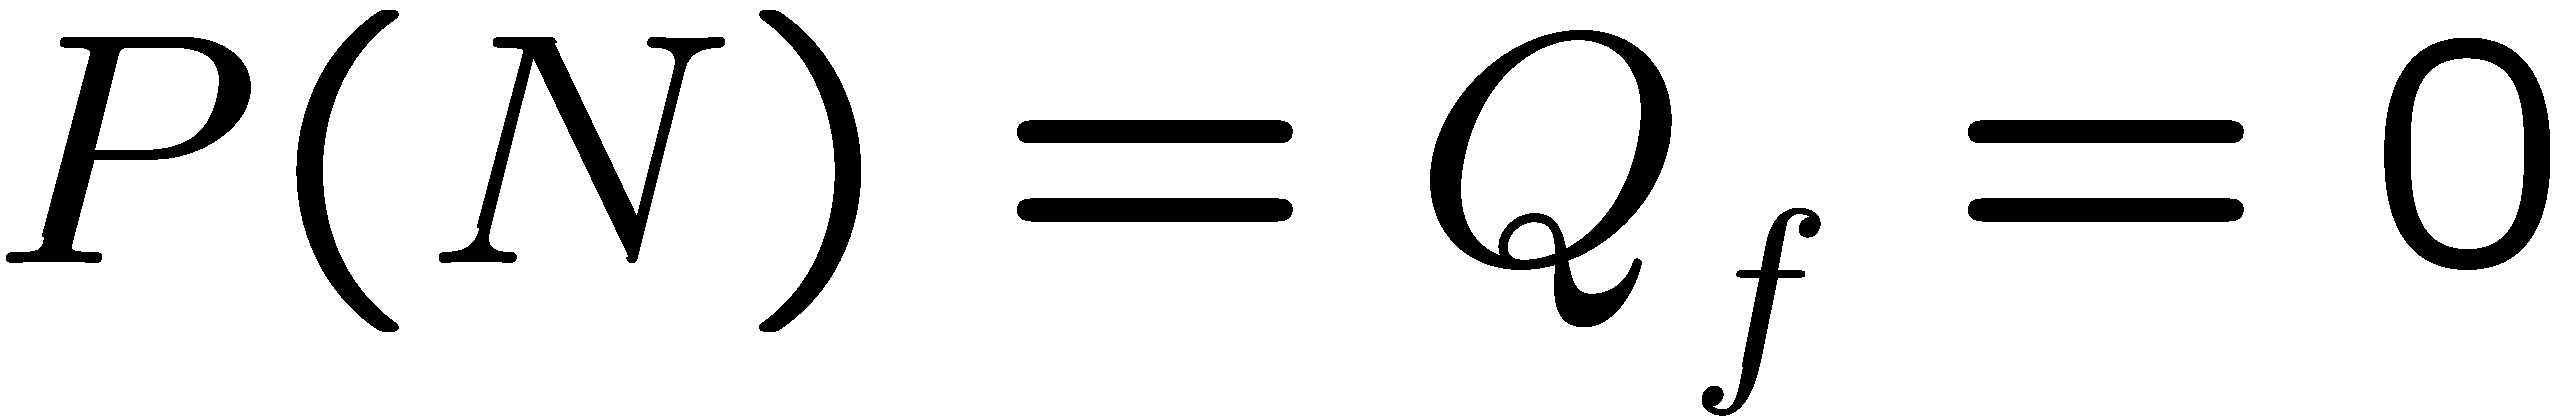 P(N) = Q_f = 0